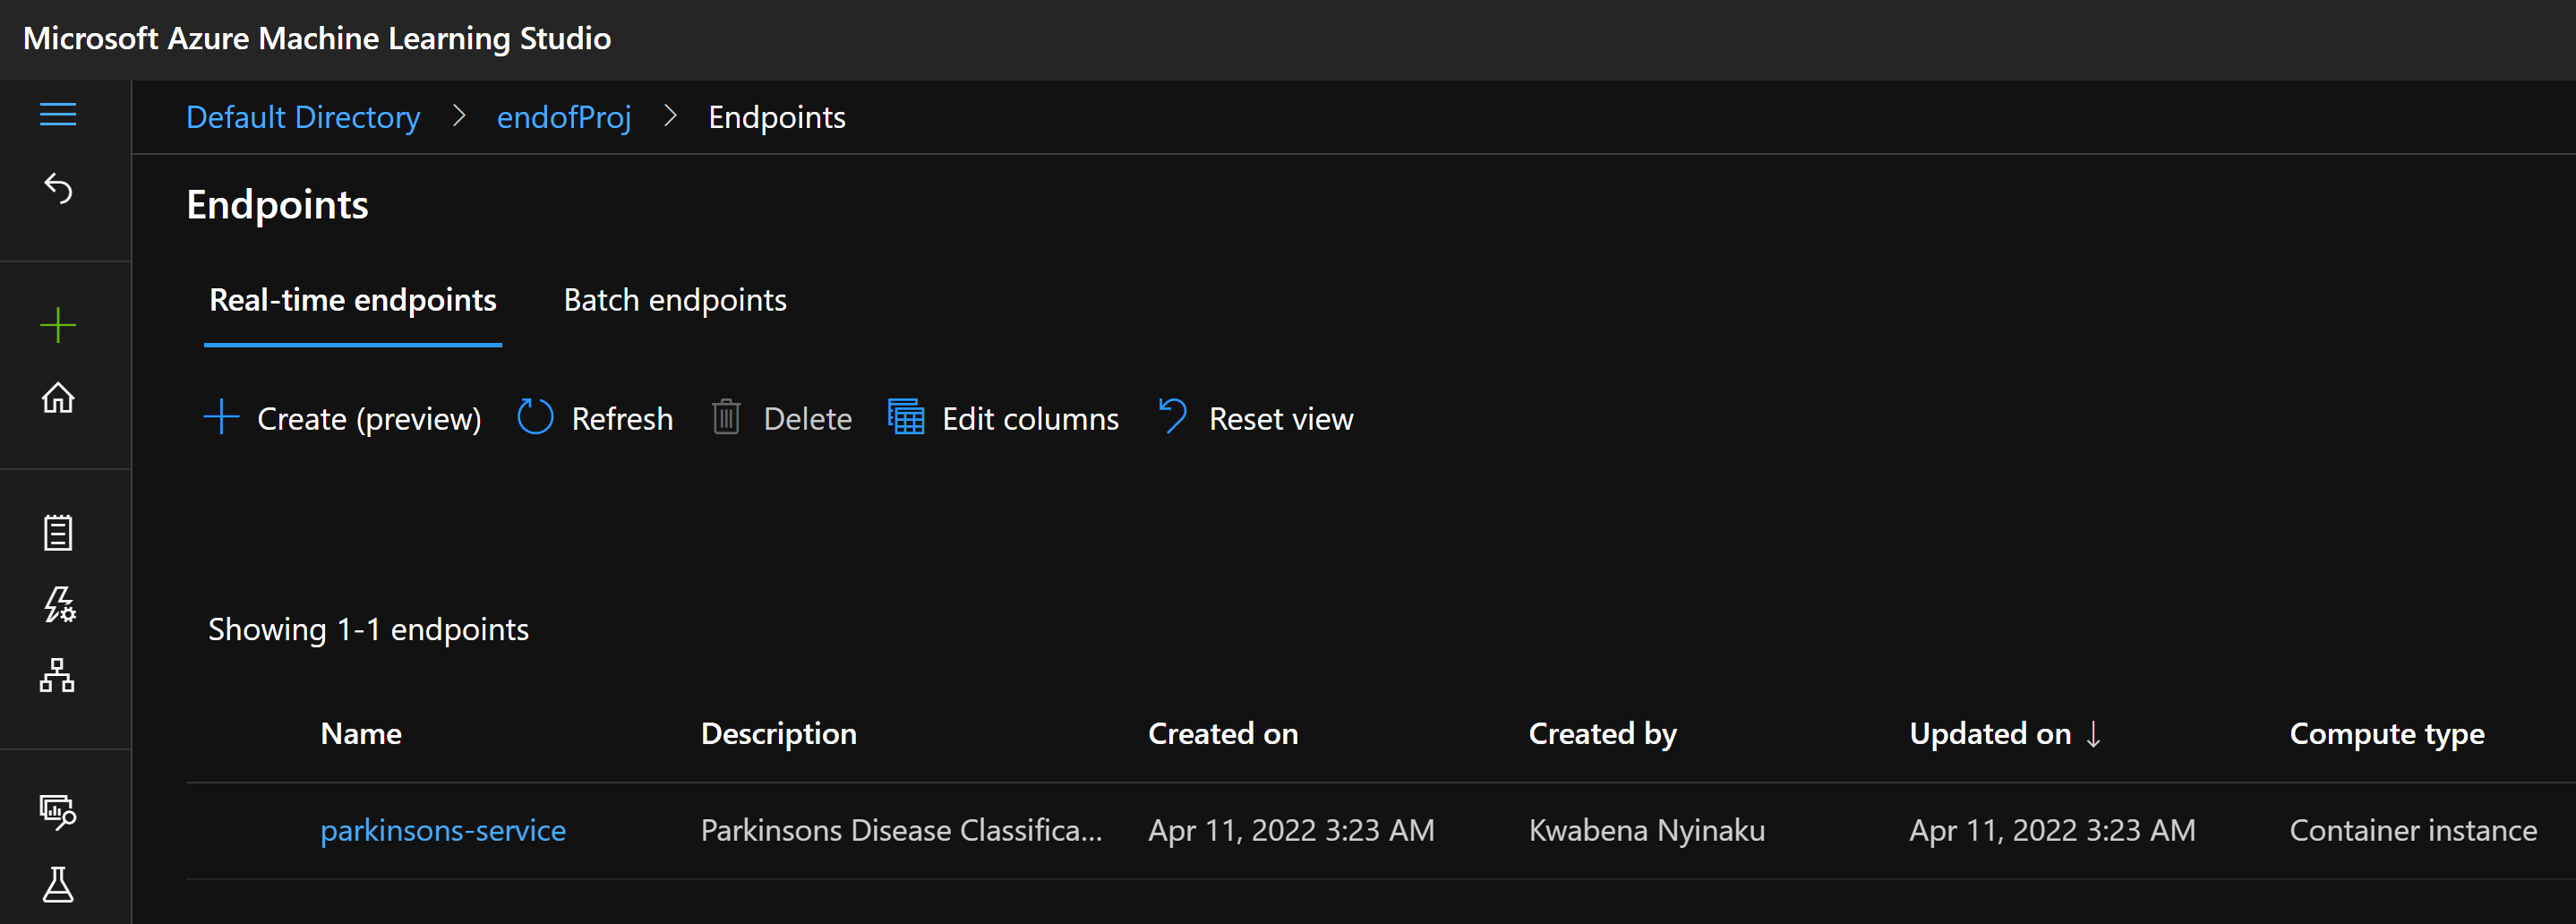 Microsoft Azure Machine Learning Studio
Default Directory > endofProj > Endpoints
Endpoints
Real-time endpoints Batch endpoints
Create (preview) Refresh Delete Edit columns Reset view
Showing 1-1 endpoints
Name Description Created on Created by Updated on ↓ Compute type
parkinsons-service Parkinsons Disease Classifica... Apr 11, 2022 3:23 AM Kwabena Nyinaku Apr 11, 2022 3:23 AM Container instance